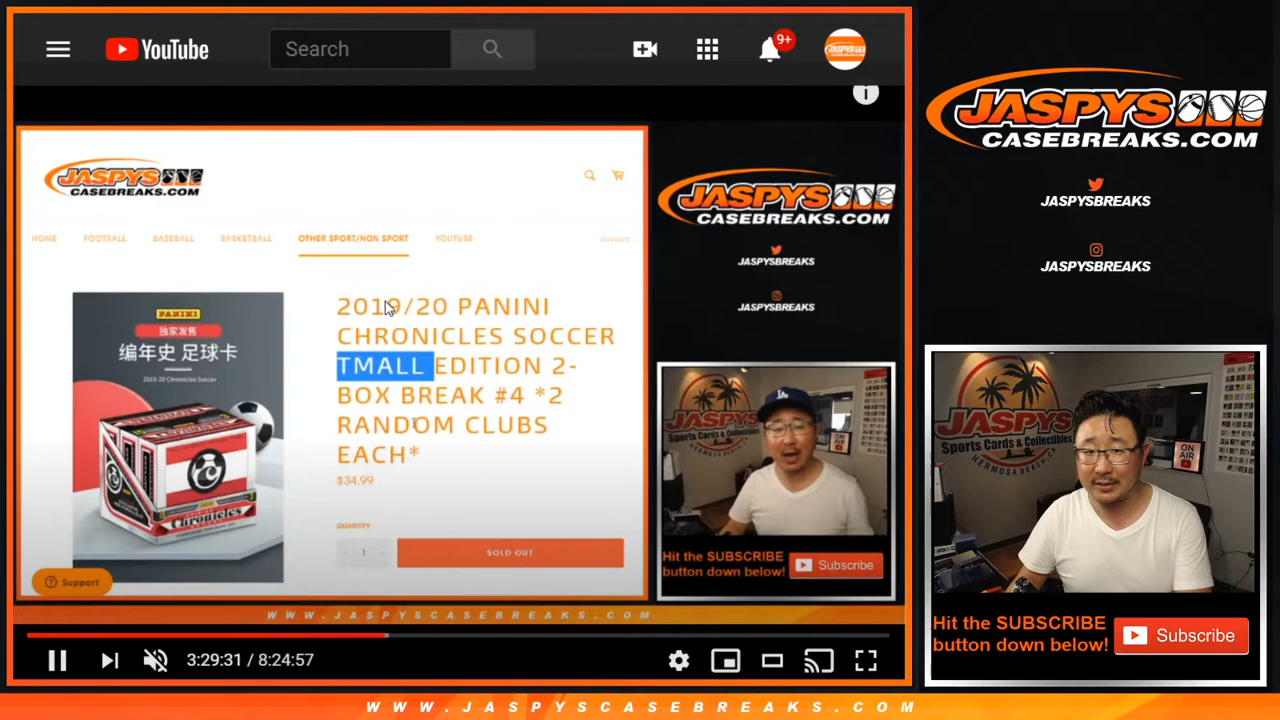 YouTube
Search
9+
i
JASPYS
CASEBREAKS.COM
HOME
FOOTBALL
BASEBALL
BASKETBALL
OTHER SPORT/NON SPORT
YOUTUBE
Account
PANINI
独家发售
编年史 足球卡
2019-20 Chronicles Soccer
Chronicles
2019/20 PANINI
CHRONICLES SOCCER
TMALL EDITION 2-
BOX BREAK #4 *2
RANDOM CLUBS
EACH*
$34.99
QUANTITY
- 1 +
SOLD OUT
Support
JASPYS
CASEBREAKS.COM
JASPYSBREAKS
JASPYSBREAKS
JASPYS
Sports Cards & Collectibles
ON AIR
Hit the SUBSCRIBE
button down below!
Subscribe
WWW.JASPYSCASEBREAKS.COM
3:29:31 / 8:24:57
JASPYS
CASEBREAKS.COM
JASPYSBREAKS
JASPYSBREAKS
JASPYS
Sports Cards & Collectibles
HERMOSA BEACH, CA
ON AIR
Hit the SUBSCRIBE
button down below!
Subscribe
WWW.JASPYSCASEBREAKS.COM